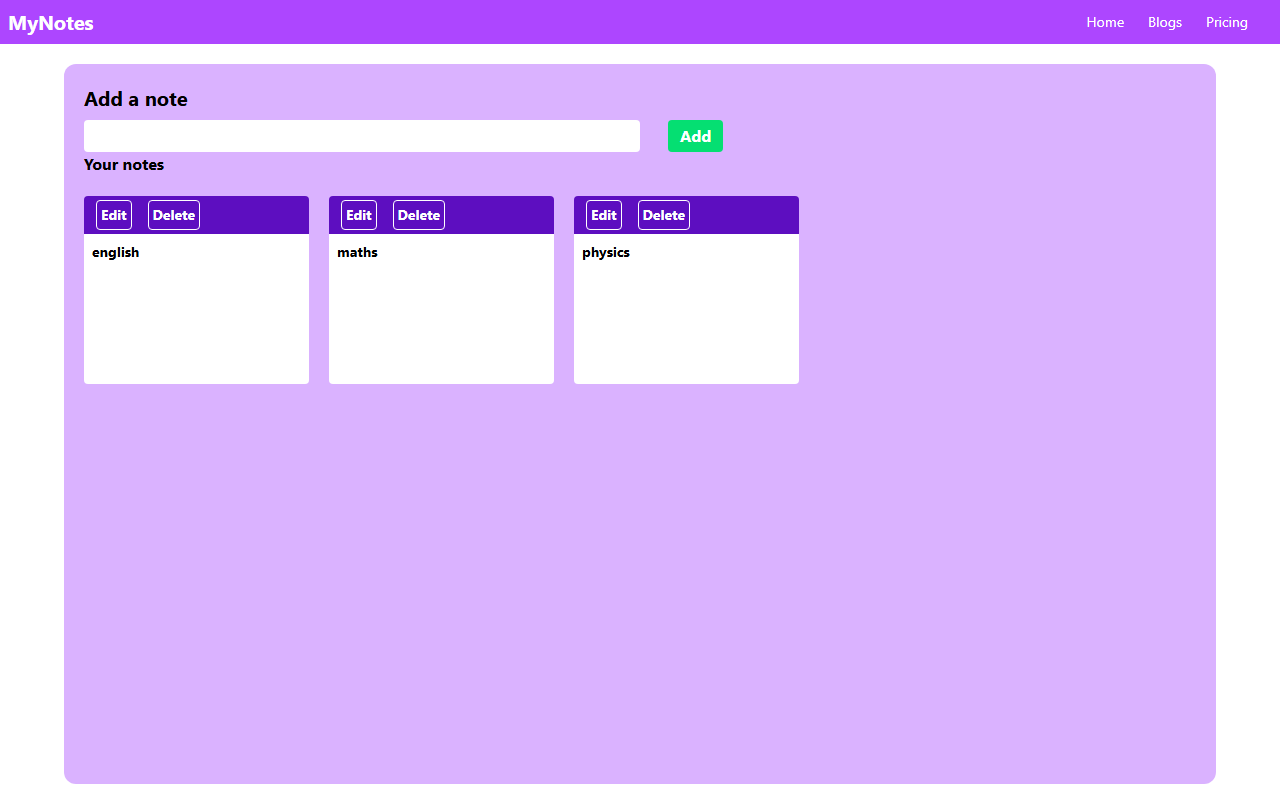 MyNotes Home Blogs Pricing
Add a note
Add
Your notes
Edit Delete Edit Delete Edit Delete
english maths physics